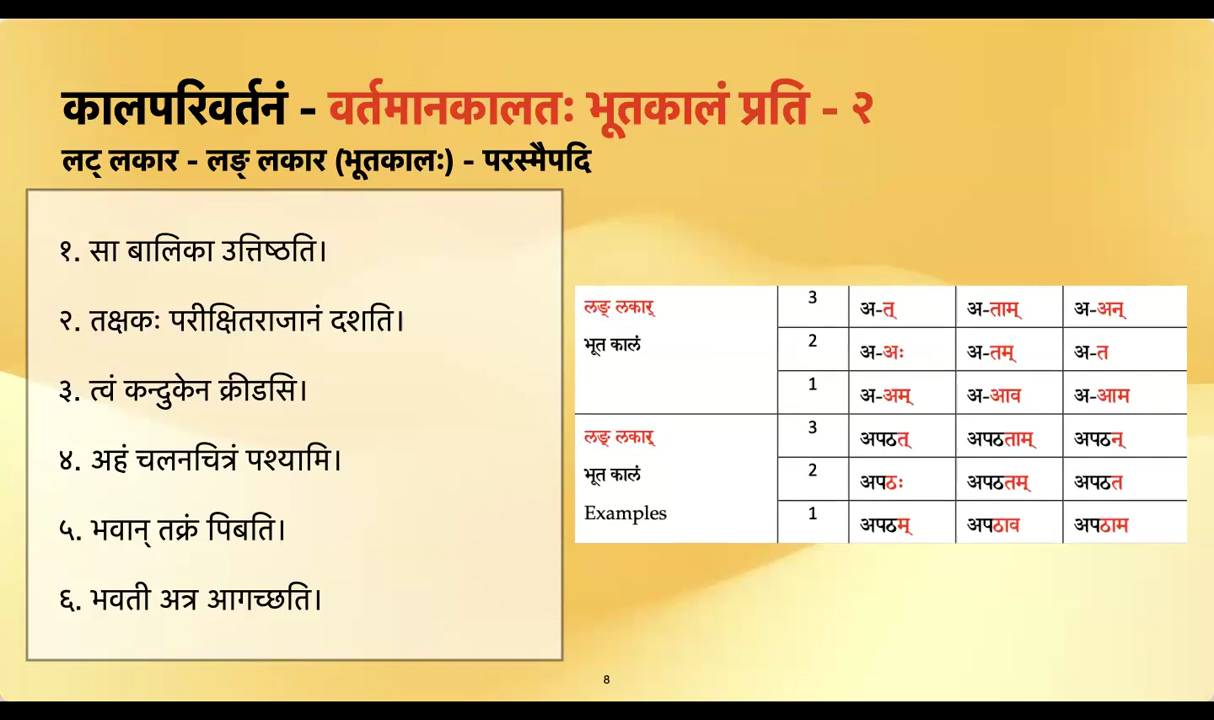 कालपरिवर्तनं - वर्तमानकालतः भूतकालं प्रति - २
लट् लकार - लङ् लकार (भूतकालः) - परस्मैपदि
१. सा बालिका उत्तिष्ठति।
२. तक्षकः परीक्षितराजानं दशति।
३. त्वं कन्दुकेन क्रीडसि।
४. अहं चलनचित्रं पश्यामि।
५. भवान् तक्रं पिबति।
६. भवती अत्र आगच्छति।
लङ् लकार् 3 अ-त् अ-ताम् अ-अन्
भूत कालं 2 अ-अः अ-तम् अ-त
1 अ-अम् अ-आव अ-आम
लङ् लकार् 3 अपठत् अपठताम् अपठन्
भूत कालं 2 अपठः अपठतम् अपठत
Examples 1 अपठम् अपठाव अपठाम
8